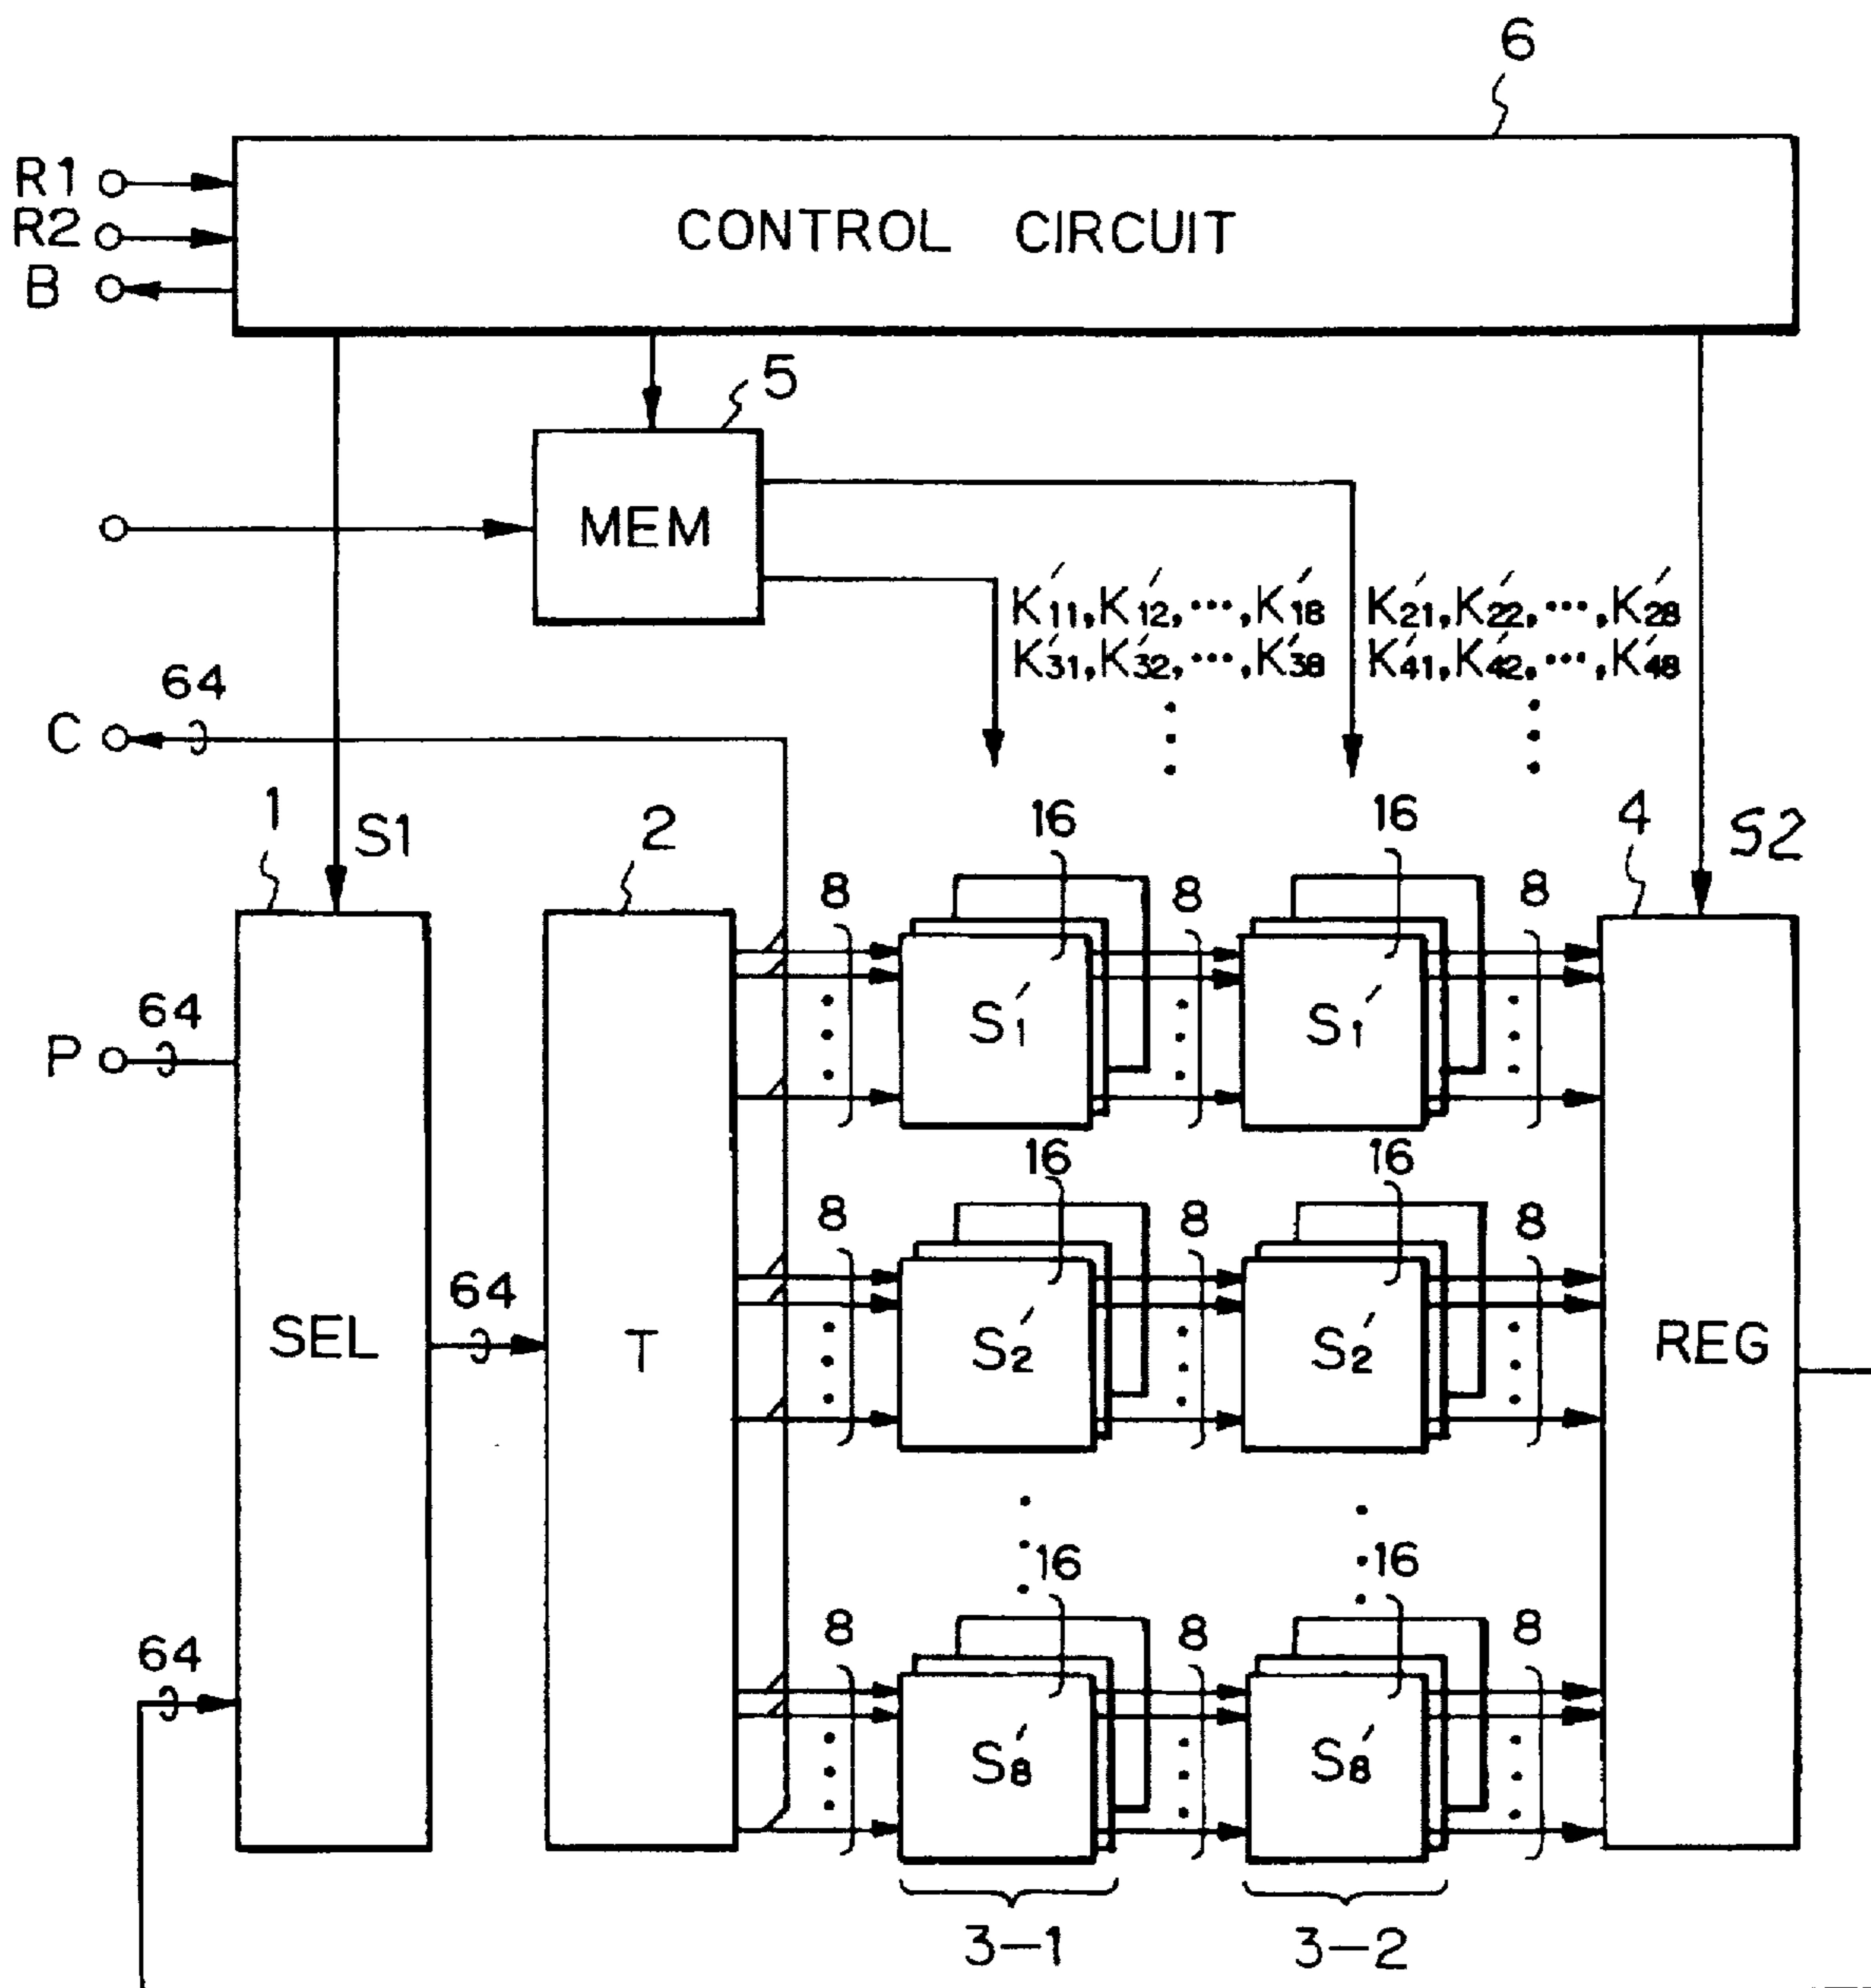 6
R1
R2
B
CONTROL CIRCUIT
5
MEM
K'11, K'12, ..., K'18
K'31, K'32, ..., K'38
K'21, K'22, ..., K'28
K'41, K'42, ..., K'48
64
C
1
S1
2
16
16
4
S2
8
8
8
S'1
S'1
64
P
16
16
8
8
8
64
SEL
T
S'2
S'2
REG
16
16
64
8
8
8
S'8
S'8
3-1
3-2